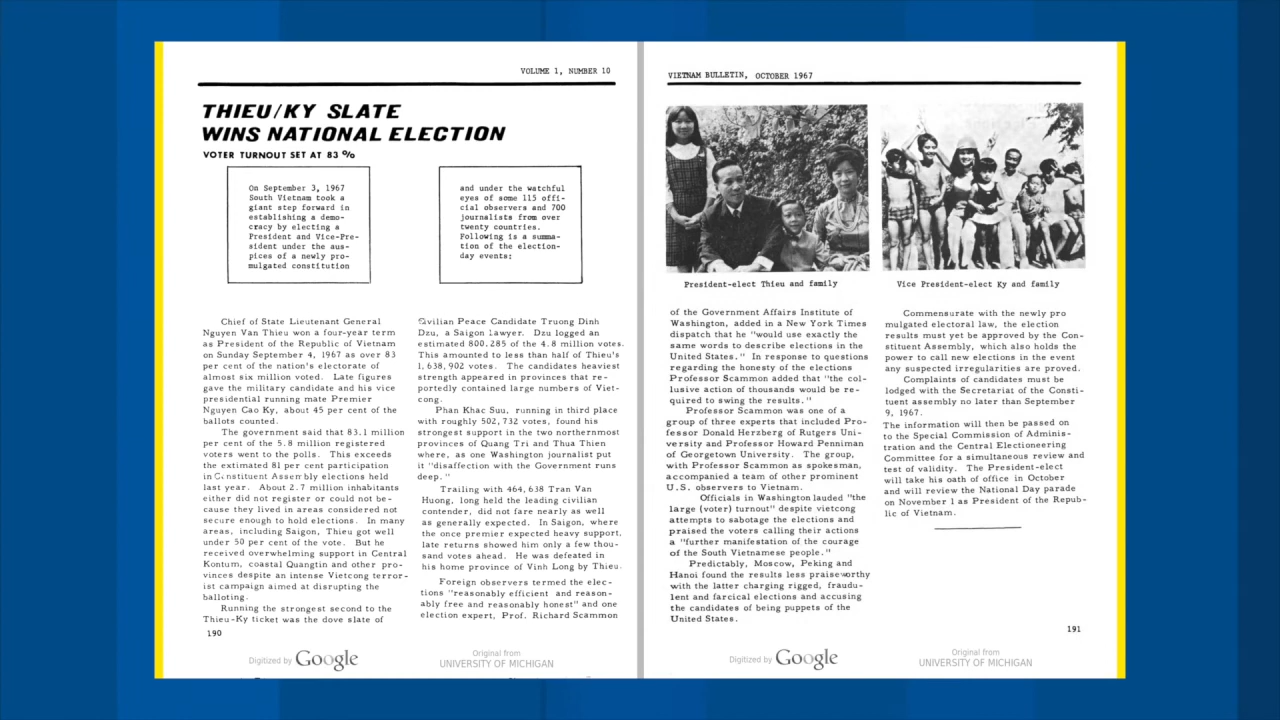 VOLUME 1, NUMBER 10
THIEU/KY SLATE
WINS NATIONAL ELECTION
VOTER TURNOUT SET AT 83 %
On September 3, 1967
South Vietnam took a
giant step forward in
establishing a demo-
cracy by electing a
President and Vice-Pre-
sident under the aus-
pices of a newly pro-
mulgated constitution
and under the watchful
eyes of some 115 offi-
cial observers and 700
journalists from over
twenty countries.
Following is a summa-
tion of the election-
day events:
Chief of State Lieutenant General
Nguyen Van Thieu won a four-year term
as President of the Republic of Vietnam
on Sunday September 4, 1967 as over 83
per cent of the nation's electorate of
almost six million voted. Late figures
gave the military candidate and his vice
presidential running mate Premier
Nguyen Cao Ky, about 45 per cent of the
ballots counted.
The government said that 83.1 million
per cent of the 5.8 million registered
voters went to the polls. This exceeds
the estimated 81 per cent participation
in Constituent Assembly elections held
last year. About 2.7 million inhabitants
either did not register or could not be-
cause they lived in areas considered not
secure enough to hold elections. In many
areas, including Saigon, Thieu got well
under 50 per cent of the vote. But he
received overwhelming support in Central
Kontum, coastal Quangtin and other pro-
vinces despite an intense Vietcong terror-
ist campaign aimed at disrupting the
balloting.
Running the strongest second to the
Thieu-Ky ticket was the dove slate of
190
Civilian Peace Candidate Truong Dinh
Dzu, a Saigon lawyer. Dzu logged an
estimated 800,285 of the 4.8 million votes.
This amounted to less than half of Thieu's
1,638,902 votes. The candidates heaviest
strength appeared in provinces that re-
portedly contained large numbers of Viet-
cong.
Phan Khac Suu, running in third place
with roughly 502,732 votes, found his
strongest support in the two northernmost
provinces of Quang Tri and Thua Thien
where, as one Washington journalist put
it "disaffection with the Government runs
deep."
Trailing with 464,638 Tran Van
Huong, long held the leading civilian
contender, did not fare nearly as well
as generally expected. In Saigon, where
the once premier expected heavy support,
late returns showed him only a few thou-
sand votes ahead. He was defeated in
his home province of Vinh Long by Thieu.
Foreign observers termed the elec-
tions "reasonably efficient and reason-
ably free and reasonably honest" and one
election expert, Prof. Richard Scammon
Digitized by Google
Original from
UNIVERSITY OF MICHIGAN
VIETNAM BULLETIN, OCTOBER 1967
President-elect Thieu and family
Vice President-elect Ky and family
of the Government Affairs Institute of
Washington, added in a New York Times
dispatch that he "would use exactly the
same words to describe elections in the
United States." In response to questions
regarding the honesty of the elections
Professor Scammon added that "the col-
lusive action of thousands would be re-
quired to swing the results."
Professor Scammon was one of a
group of three experts that included Pro-
fessor Donald Herzberg of Rutgers Uni-
versity and Professor Howard Penniman
of Georgetown University. The group,
with Professor Scammon as spokesman,
accompanied a team of other prominent
U.S. observers to Vietnam.
Officials in Washington lauded "the
large (voter) turnout" despite vietcong
attempts to sabotage the elections and
praised the voters calling their actions
a "further manifestation of the courage
of the South Vietnamese people."
Predictably, Moscow, Peking and
Hanoi found the results less praiseworthy
with the latter charging rigged, fraudu-
lent and farcical elections and accusing
the candidates of being puppets of the
United States.
Commensurate with the newly pro
mulgated electoral law, the election
results must yet be approved by the Con-
stituent Assembly, which also holds the
power to call new elections in the event
any suspected irregularities are proved.
Complaints of candidates must be
lodged with the Secretariat of the Consti-
tuent assembly no later than September
9, 1967.
The information will then be passed on
to the Special Commission of Adminis-
tration and the Central Electioneering
Committee for a simultaneous review and
test of validity. The President-elect
will take his oath of office in October
and will review the National Day parade
on November 1 as President of the Repub-
lic of Vietnam.
191
Digitized by Google
Original from
UNIVERSITY OF MICHIGAN